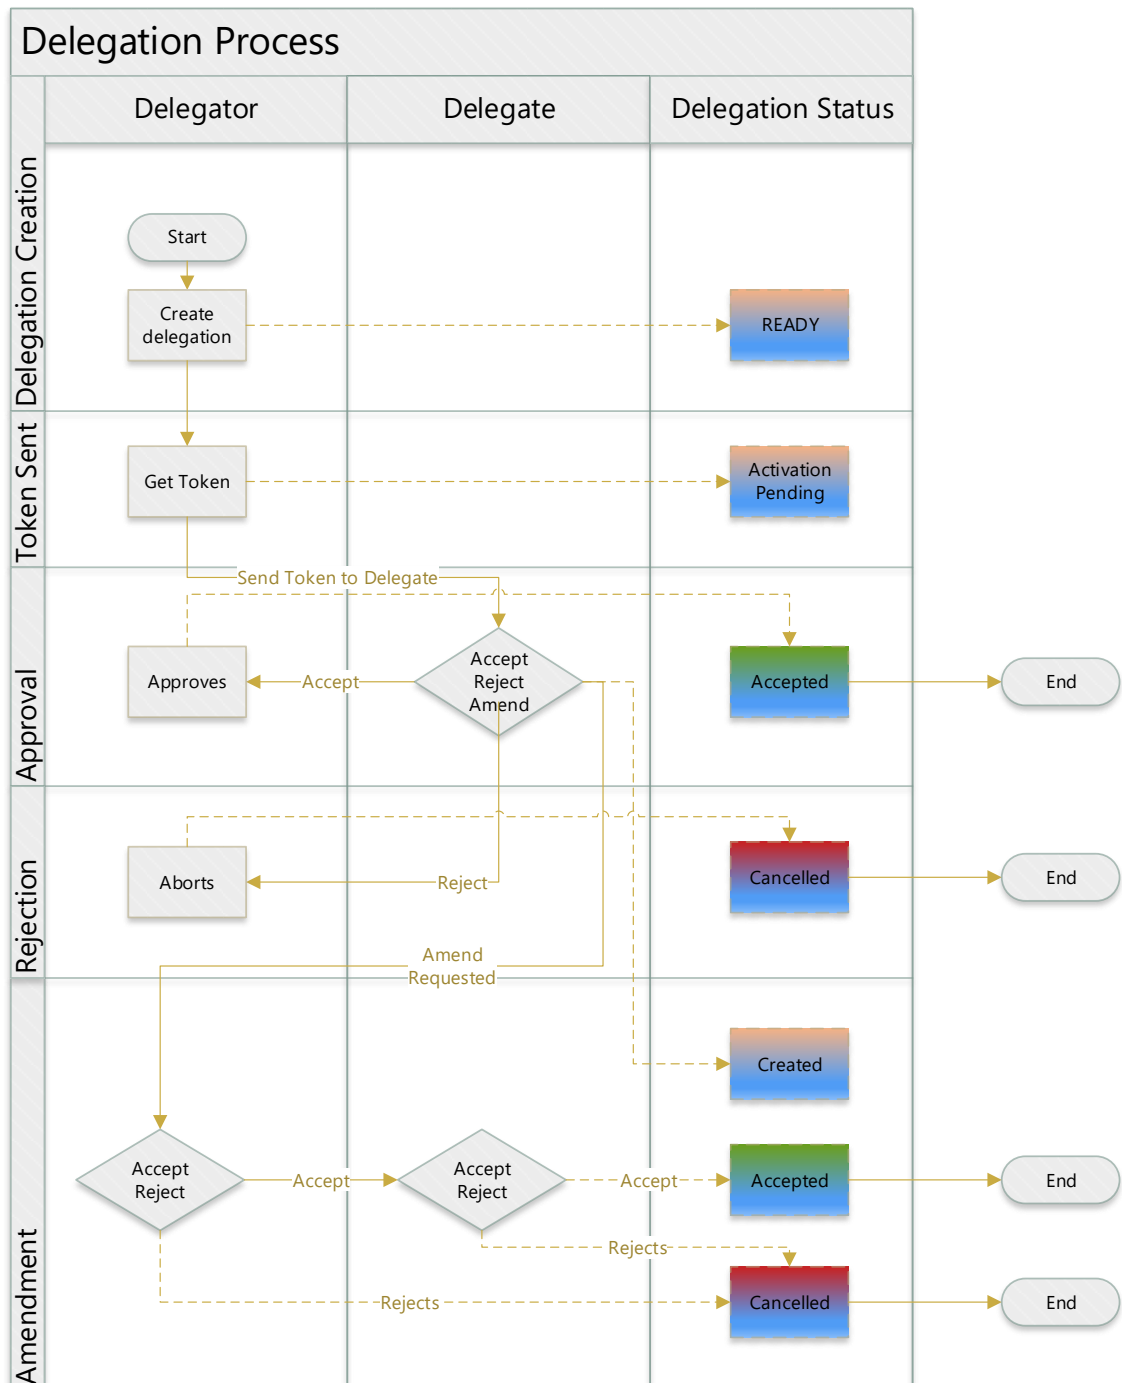 Delegation Process
Delegator
Delegate
Delegation Status
Delegation Creation
Start
Create
delegation
READY
Token Sent
Get Token
Activation
Pending
Send Token to Delegate
Approval
Approves
Accept
Accept
Reject
Amend
Accepted
End
Rejection
Aborts
Reject
Cancelled
End
Amend
Requested
Amendment
Created
Accept
Reject
Accept
Accept
Reject
Accept
Accepted
End
Rejects
Rejects
Cancelled
End